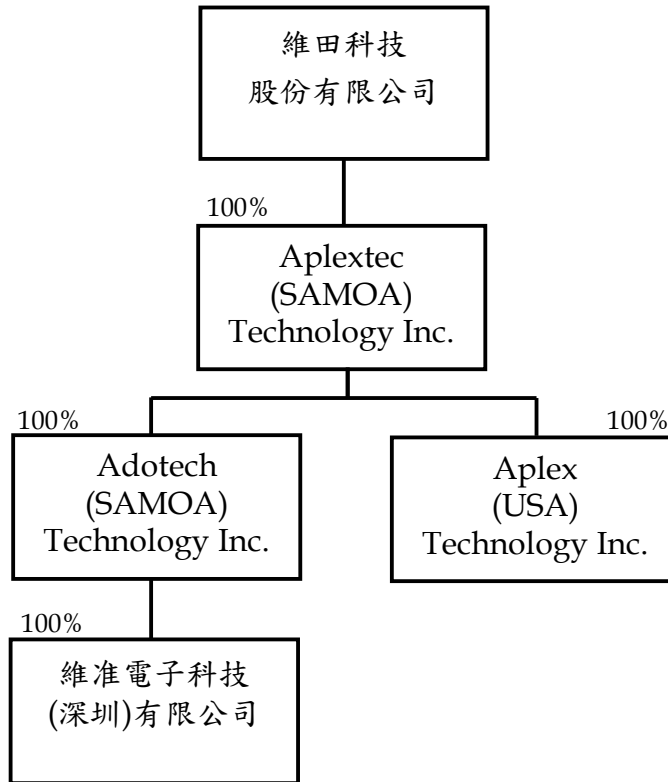 維田科技
股份有限公司
100%
Aplextec
(SAMOA)
Technology Inc.
100%
Adotech
(SAMOA)
Technology Inc.
100%
Aplex
(USA)
Technology Inc.
100%
維准電子科技
(深圳)有限公司